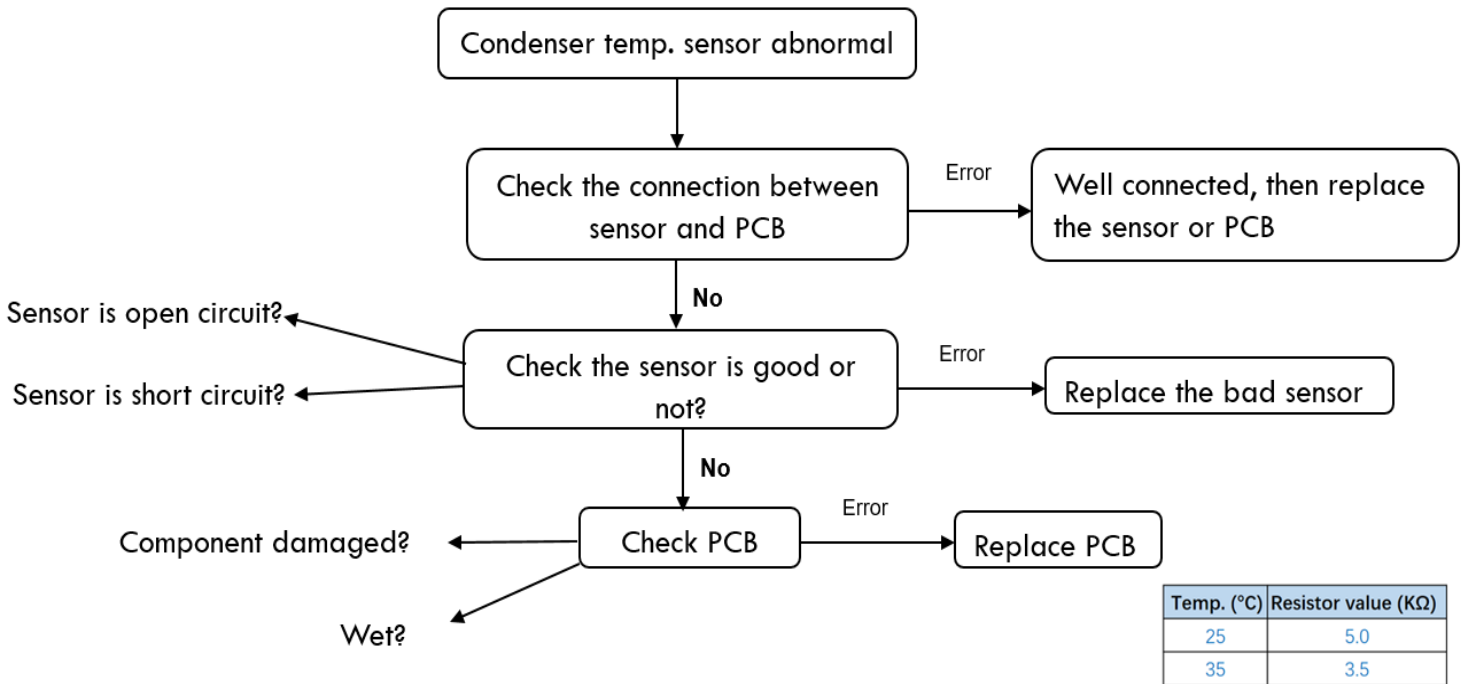 Condenser temp. sensor abnormal
Check the connection between
sensor and PCB
Error
Well connected, then replace
the sensor or PCB
No
Sensor is open circuit?
Sensor is short circuit?
Check the sensor is good or
not?
Error
Replace the bad sensor
No
Component damaged?
Wet?
Check PCB
Error
Replace PCB
Temp. (°C) Resistor value (KΩ)
25 5.0
35 3.5